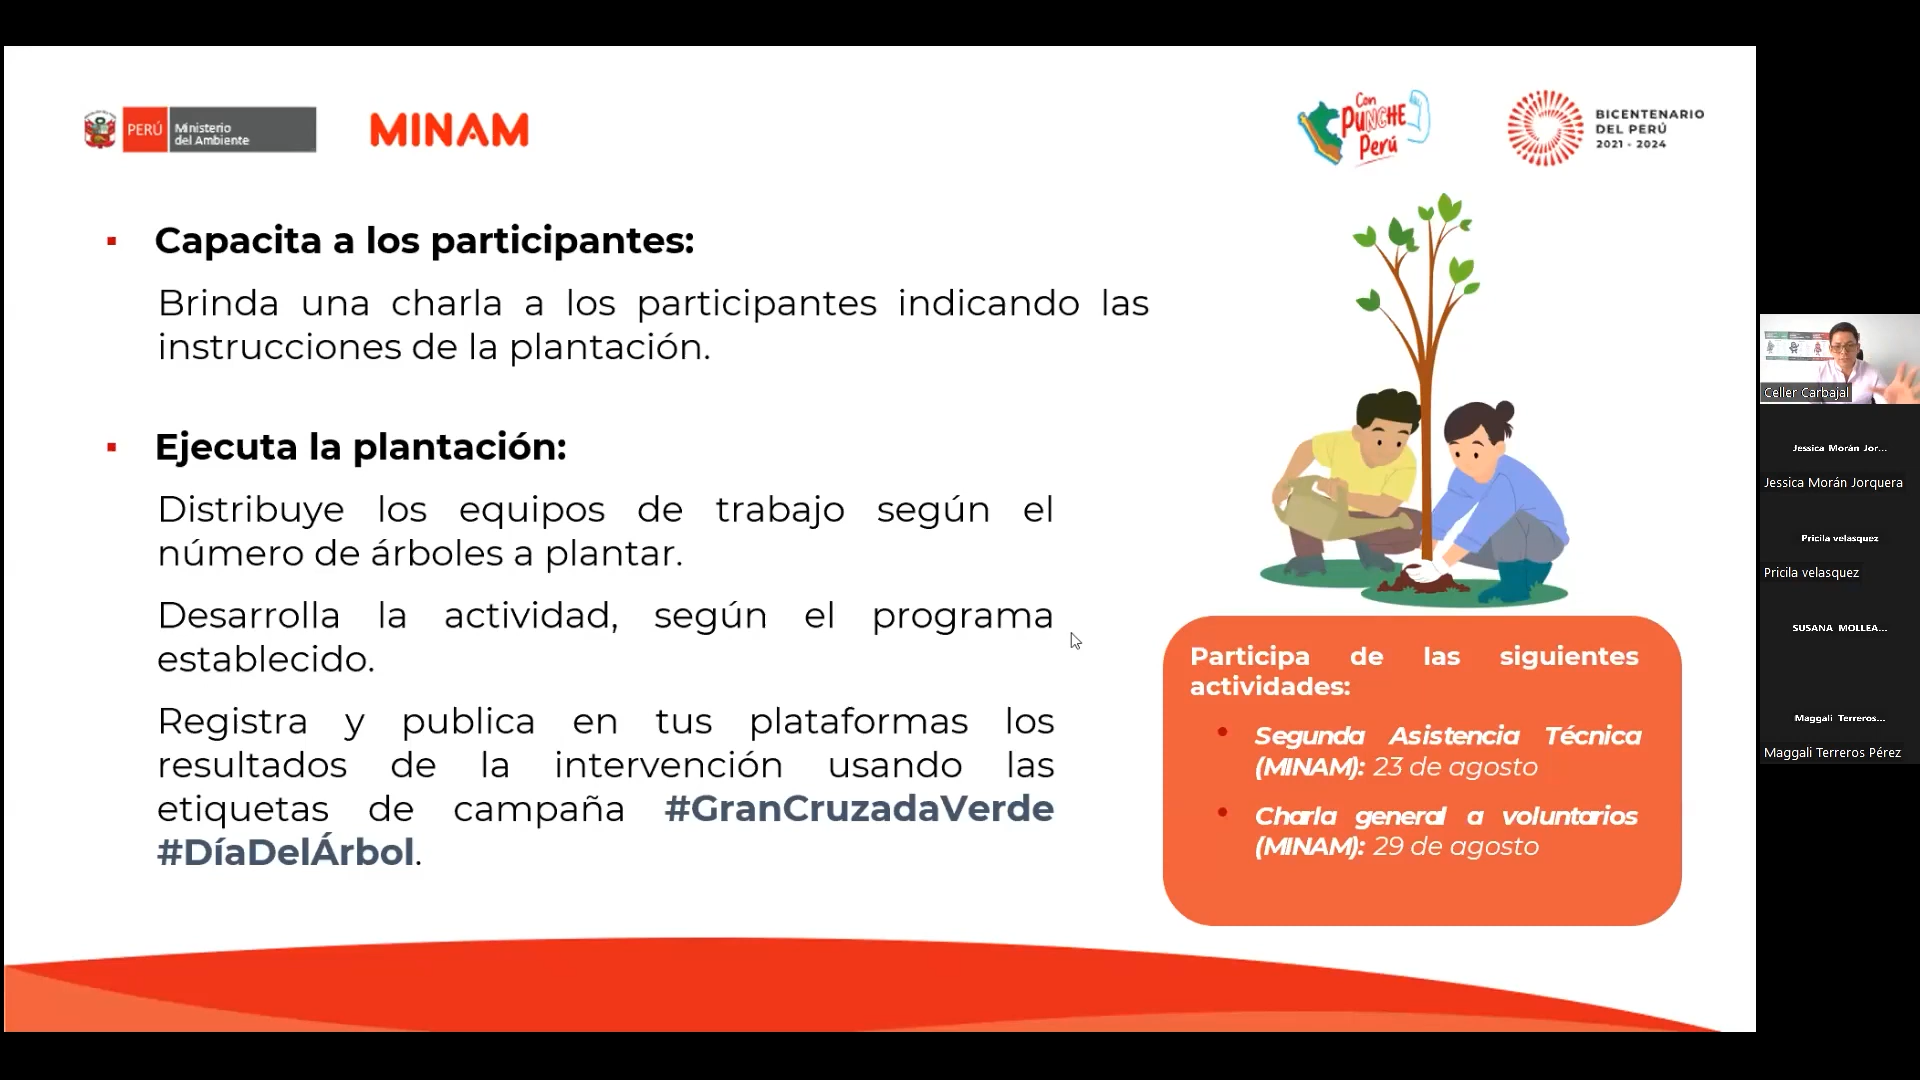 PERÚ
Ministerio
del Ambiente
MINAM
Con
PUNCHE
Perú
BICENTENARIO
DEL PERÚ
2021 - 2024
▪ Capacita a los participantes:
Brinda una charla a los participantes indicando las
instrucciones de la plantación.
▪ Ejecuta la plantación:
Distribuye los equipos de trabajo según el
número de árboles a plantar.
Desarrolla la actividad, según el programa
establecido.
Registra y publica en tus plataformas los
resultados de la intervención usando las
etiquetas de campaña #GranCruzadaVerde
#DíaDelÁrbol.
Participa de las siguientes
actividades:
• Segunda Asistencia Técnica
(MINAM): 23 de agosto
• Charla general a voluntarios
(MINAM): 29 de agosto
Celler Carbajal
Jessica Morán Jor...
Jessica Morán Jorquera
Pricila velasquez
Pricila velasquez
SUSANA MOLLEA...
Maggali Terreros...
Maggali Terreros Pérez